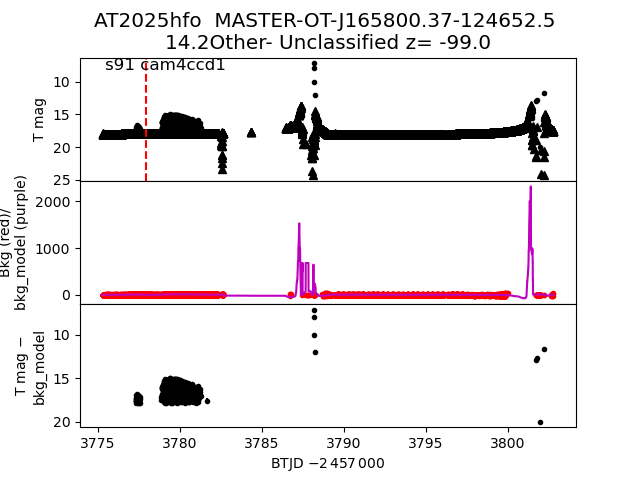 AT2025hfo  MASTER-OT-J165800.37-124652.5
14.2Other- Unclassified z= -99.0
s91 cam4ccd1
T mag
10
15
20
25
Bkg (red)/
bkg_model (purple)
2000
1000
0
T mag −
bkg_model
10
15
20
3775 3780 3785 3790 3795 3800
BTJD −2 457 000